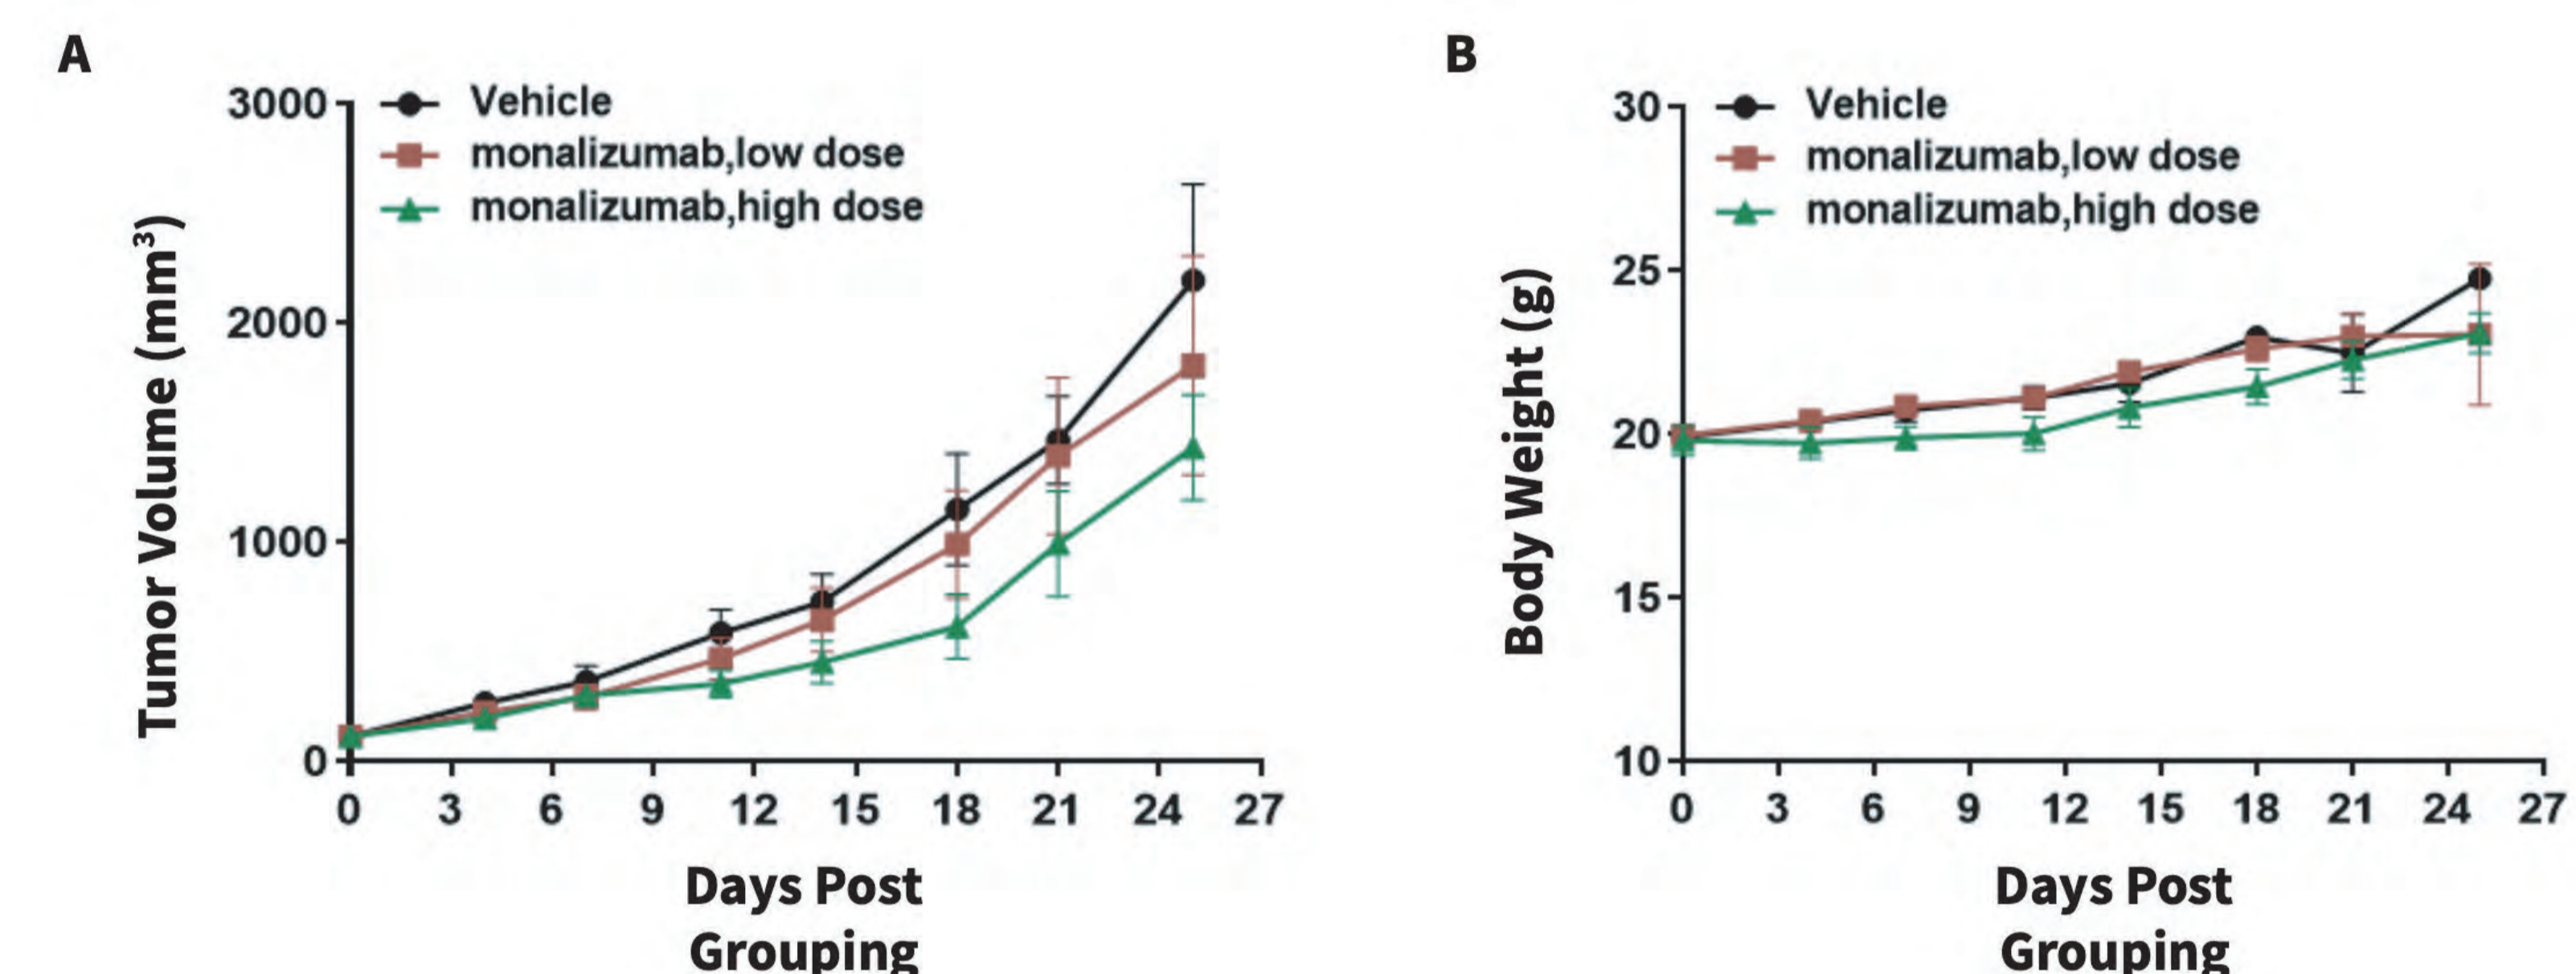 A
Tumor Volume (mm³)
3000
2000
1000
0
Vehicle
monalizumab,low dose
monalizumab,high dose
0 3 6 9 12 15 18 21 24 27
Days Post
Grouping
B
Body Weight (g)
30
25
20
15
10
Vehicle
monalizumab,low dose
monalizumab,high dose
0 3 6 9 12 15 18 21 24 27
Days Post
Grouping